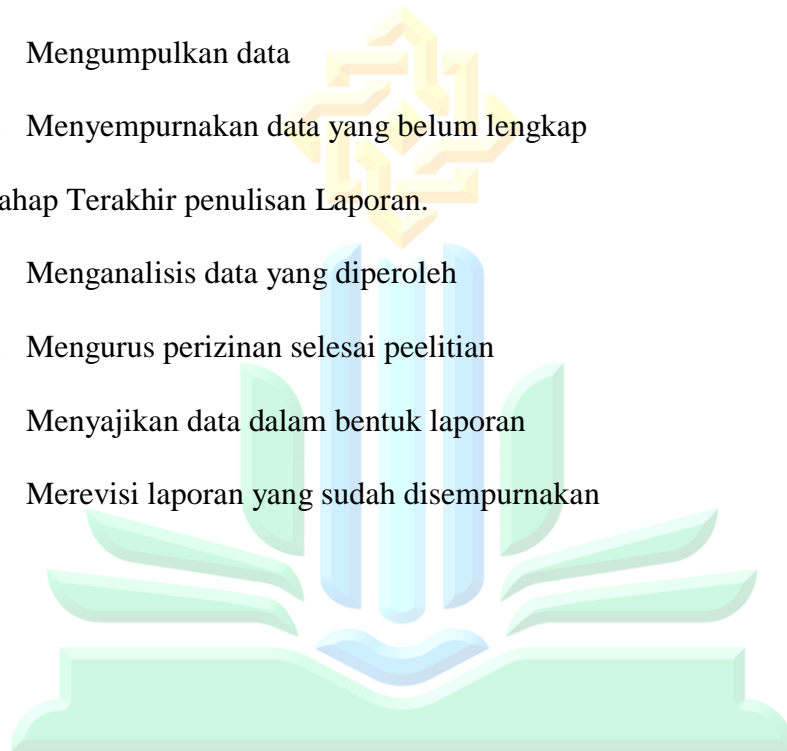 Mengumpulkan data
Menyempurnakan data yang belum lengkap
ahap Terakhir penulisan Laporan.
Menganalisis data yang diperoleh
Mengurus perizinan selesai peelitian
Menyajikan data dalam bentuk laporan
Merevisi laporan yang sudah disempurnakan